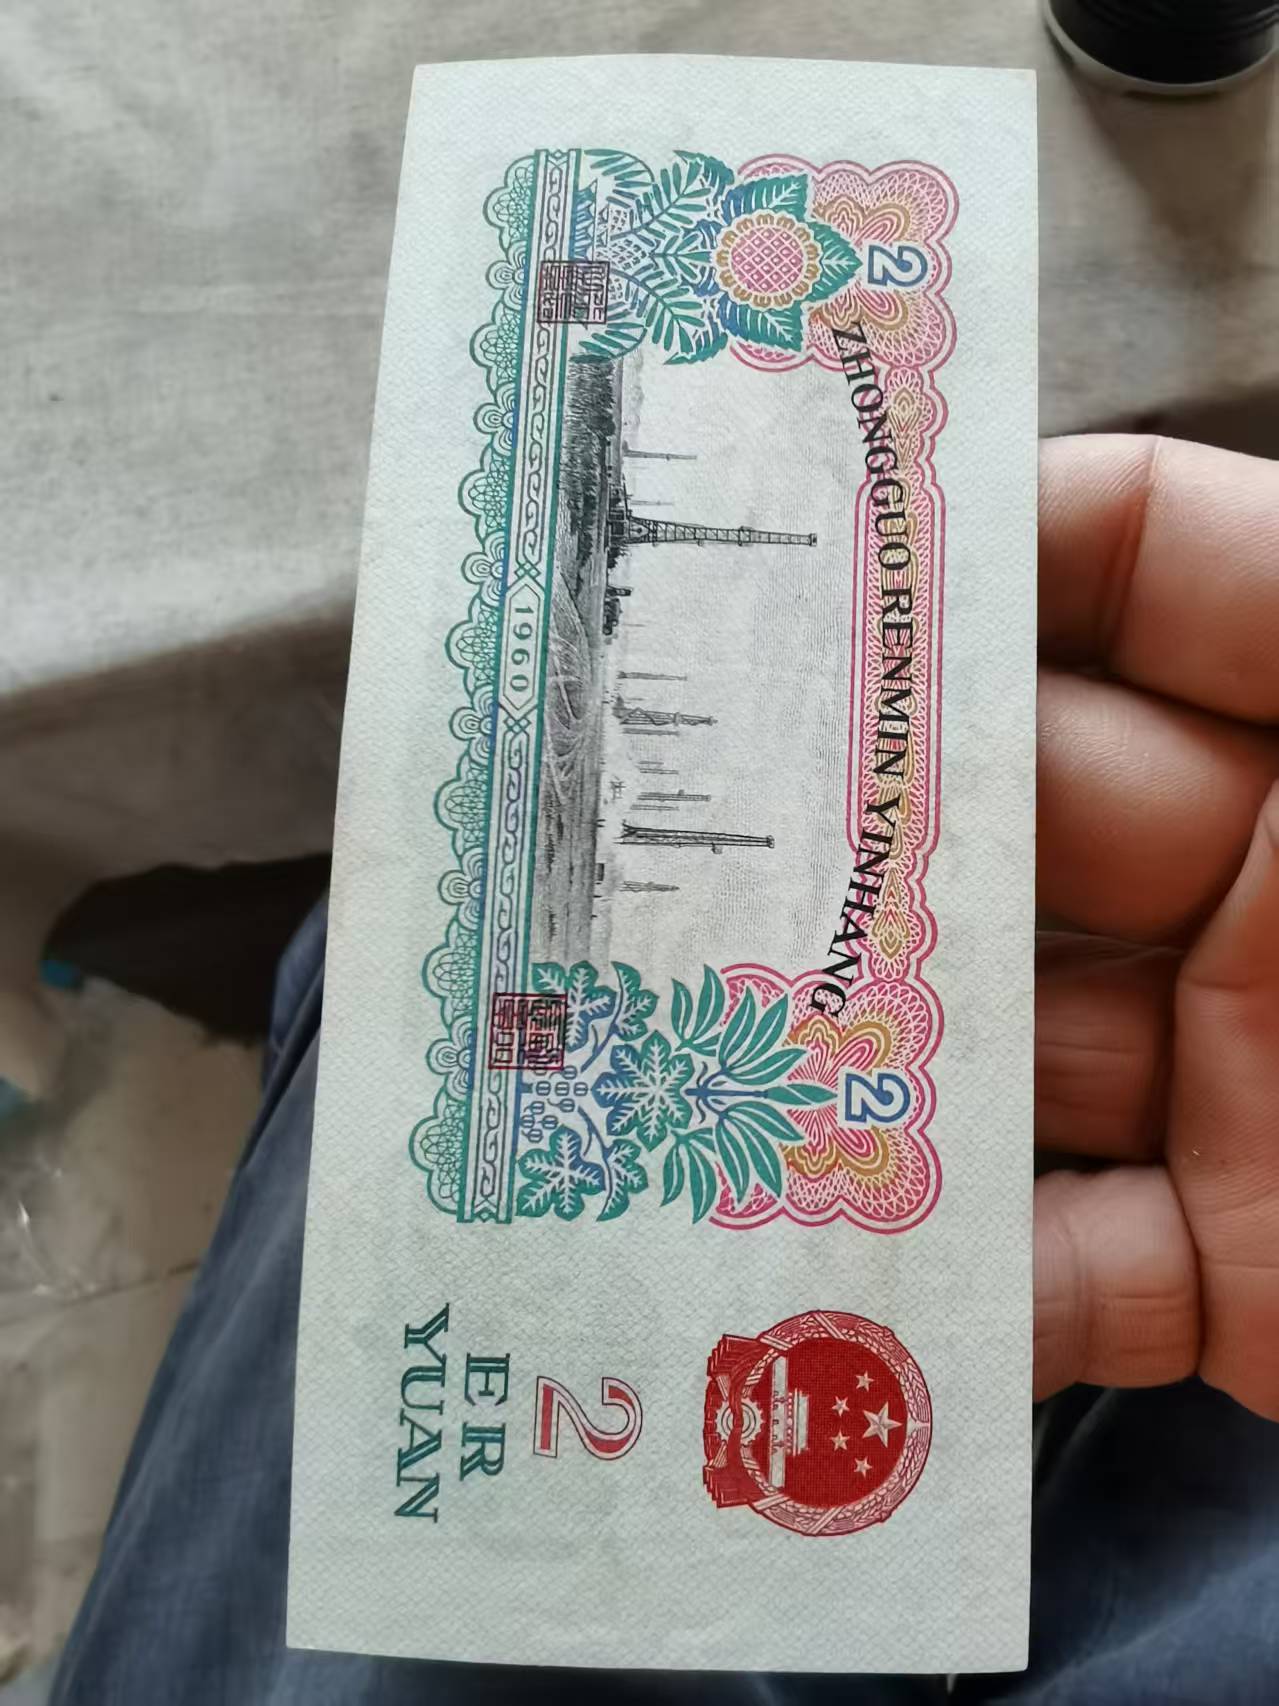 ZHONGGUO RENMIN YINHANG
2
2
1960
2
ER
YUAN